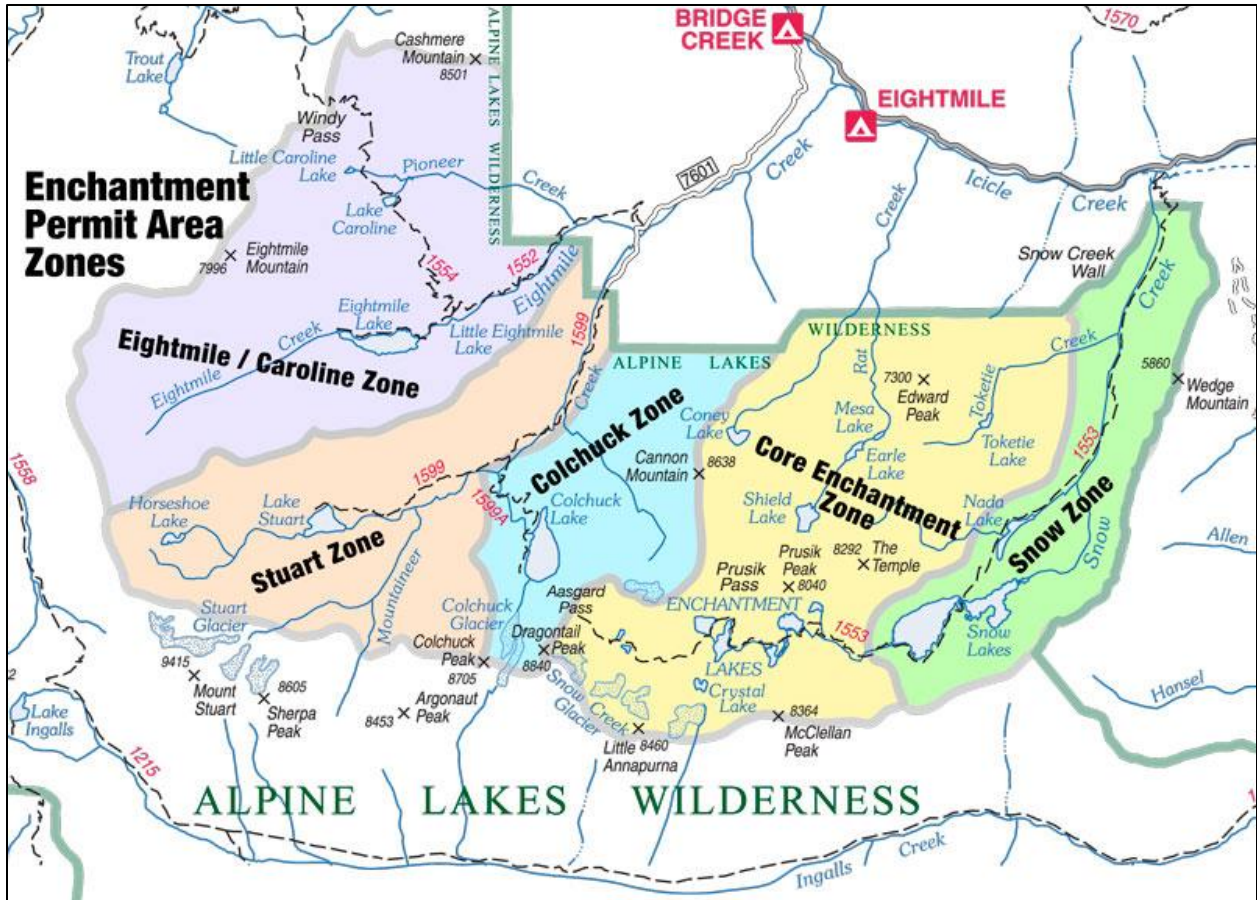 BRIDGE
CREEK
1570
Cashmere
Mountain
8501
Trout
Lake
ALPINE LAKES WILDERNESS
EIGHTMILE
Windy
Pass
Little Caroline
Lake
Pioneer
Creek
7601
Creek
Icicle
Creek
Creek
Enchantment
Permit Area
Zones
Lake
Caroline
Eightmile
Mountain
7996
1554
1552
Eightmile
Snow Creek
Wall
Creek
Eightmile
Lake
Little Eightmile
Lake
Creek
Eightmile
Eightmile / Caroline Zone
1599
Creek
ALPINE LAKES
WILDERNESS
Rat
7300
Edward
Peak
Creek
Toketie
Toketie
Lake
5860
Wedge
Mountain
Coney
Lake
Mesa
Lake
Earle
Lake
Cannon
Mountain
8638
Colchuck Zone
Core Enchantment
Zone
1553
1558
1599
1599A
Horseshoe
Lake
Lake
Stuart
Stuart Zone
Colchuck
Lake
Shield
Lake
Nada
Lake
Snow Zone
Snow
Allen
Prusik
Peak
8040
Prusik
Pass
8292
The
Temple
Mountaineer
Aasgard
Pass
ENCHANTMENT
LAKES
1553
Snow
Lakes
Stuart
Glacier
Colchuck
Glacier
Dragontail
Peak
8840
Colchuck
Peak
8705
9415
Mount
Stuart
8605
Sherpa
Peak
8453
Argonaut
Peak
Snow Creek
Glacier
Crystal
Lake
Little
Annapurna
8460
8364
McClellan
Peak
Hansel
2
Lake
Ingalls
1215
ALPINE LAKES WILDERNESS
Ingalls
Creek
1